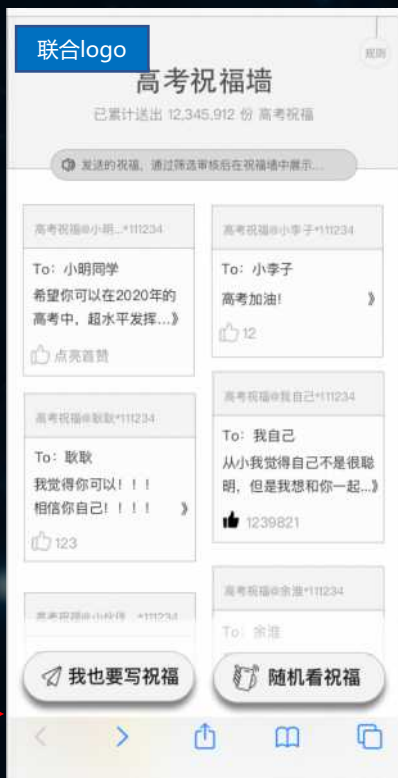 联合logo
规则
高考祝福墙
已累计送出 12,345,912 份 高考祝福
发送的祝福，通过筛选审核后在祝福墙中展示...
高考祝福@小明...*111234
To：小明同学
希望你可以在2020年的
高考中，超水平发挥...》
点亮首赞
高考祝福@耿耿*111234
To：耿耿
我觉得你可以！！！
相信你自己！！！！ 》
123
高考祝福@小伙伴...*111234
高考祝福@小李子*111234
To：小李子
高考加油! 》
12
高考祝福@我自己*111234
To：我自己
从小我觉得自己不是很聪
明，但是我想和你一起...》
1239821
高考祝福@余淮*111234
To：余淮
我也要写祝福
随机看祝福